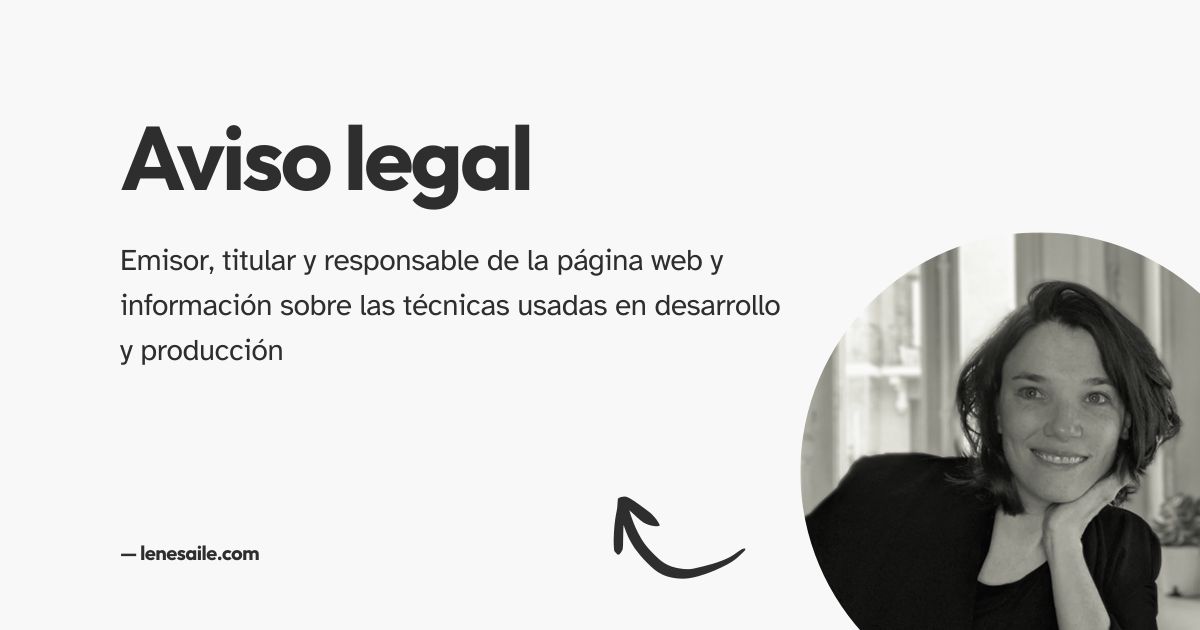 Aviso legal
Emisor, titular y responsable de la página web y
información sobre las técnicas usadas en desarrollo
y producción
— lenesaile.com